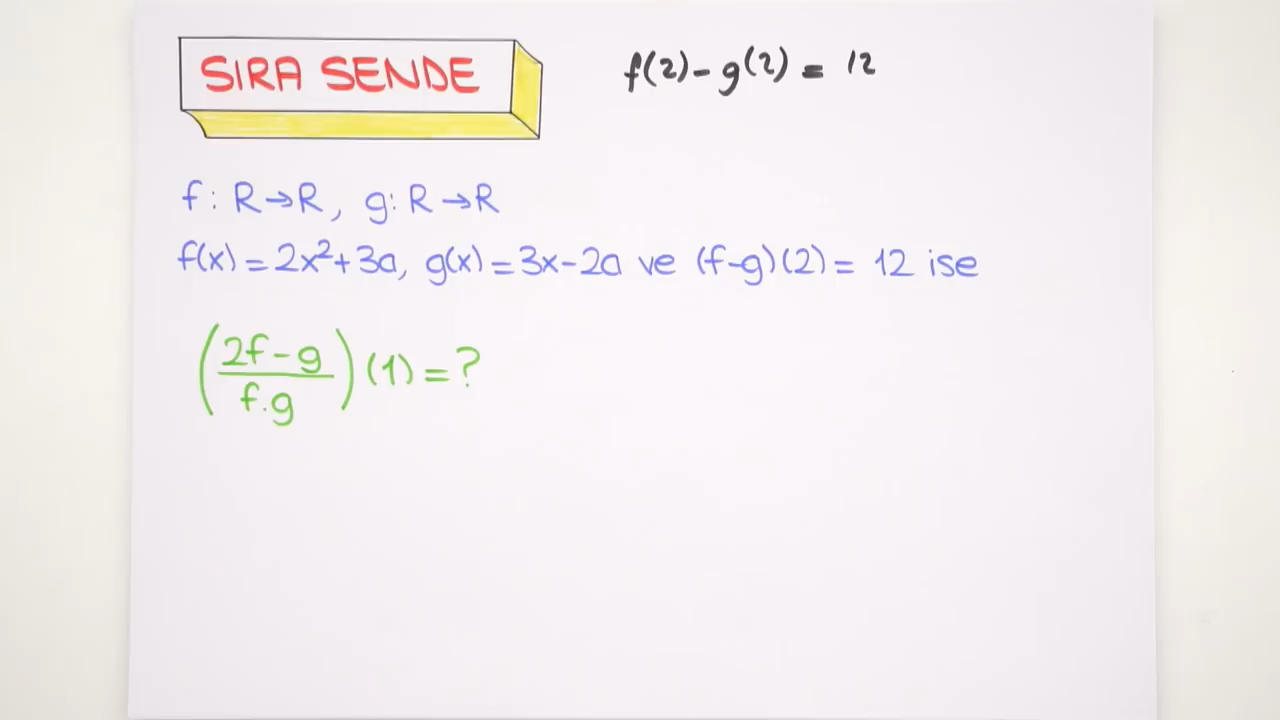 SIRA SENDE
f(2) - g(2) = 12
f: R→R, g: R→R
f(x) = 2x²+3a, g(x) = 3x-2a ve (f-g)(2) = 12 ise
(2f-g / f.g)(1) = ?